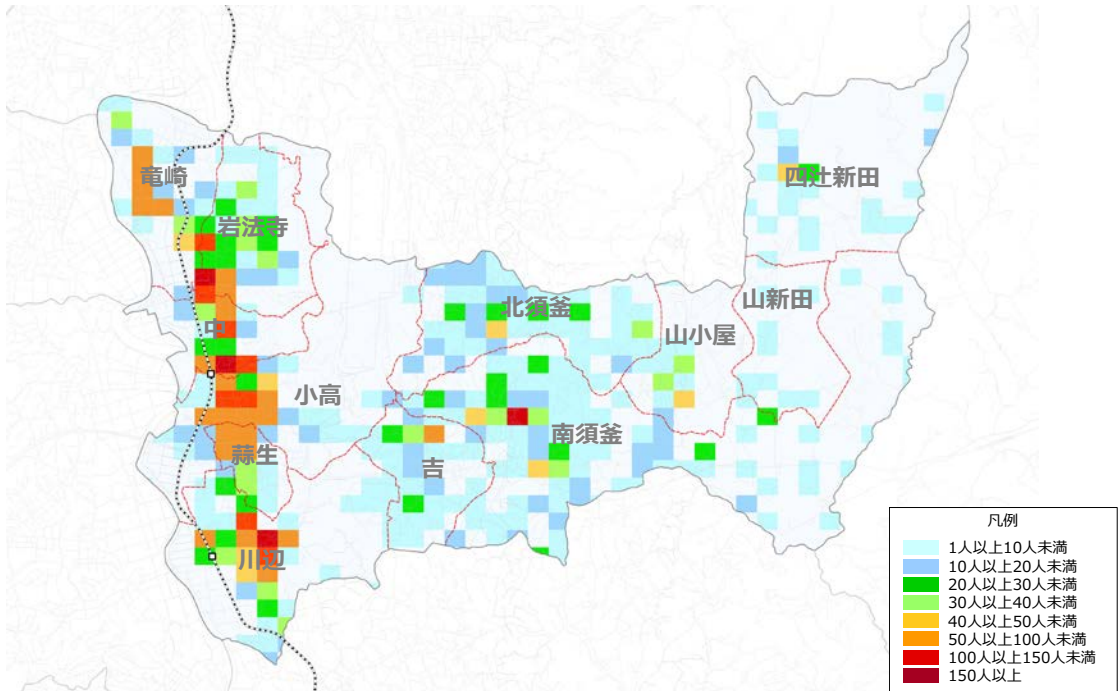 竜崎
四辻新田
岩法寺
北須釜
山新田
中
山小屋
小高
南須釜
蒜生
吉
川辺
凡例
1人以上10人未満
10人以上20人未満
20人以上30人未満
30人以上40人未満
40人以上50人未満
50人以上100人未満
100人以上150人未満
150人以上